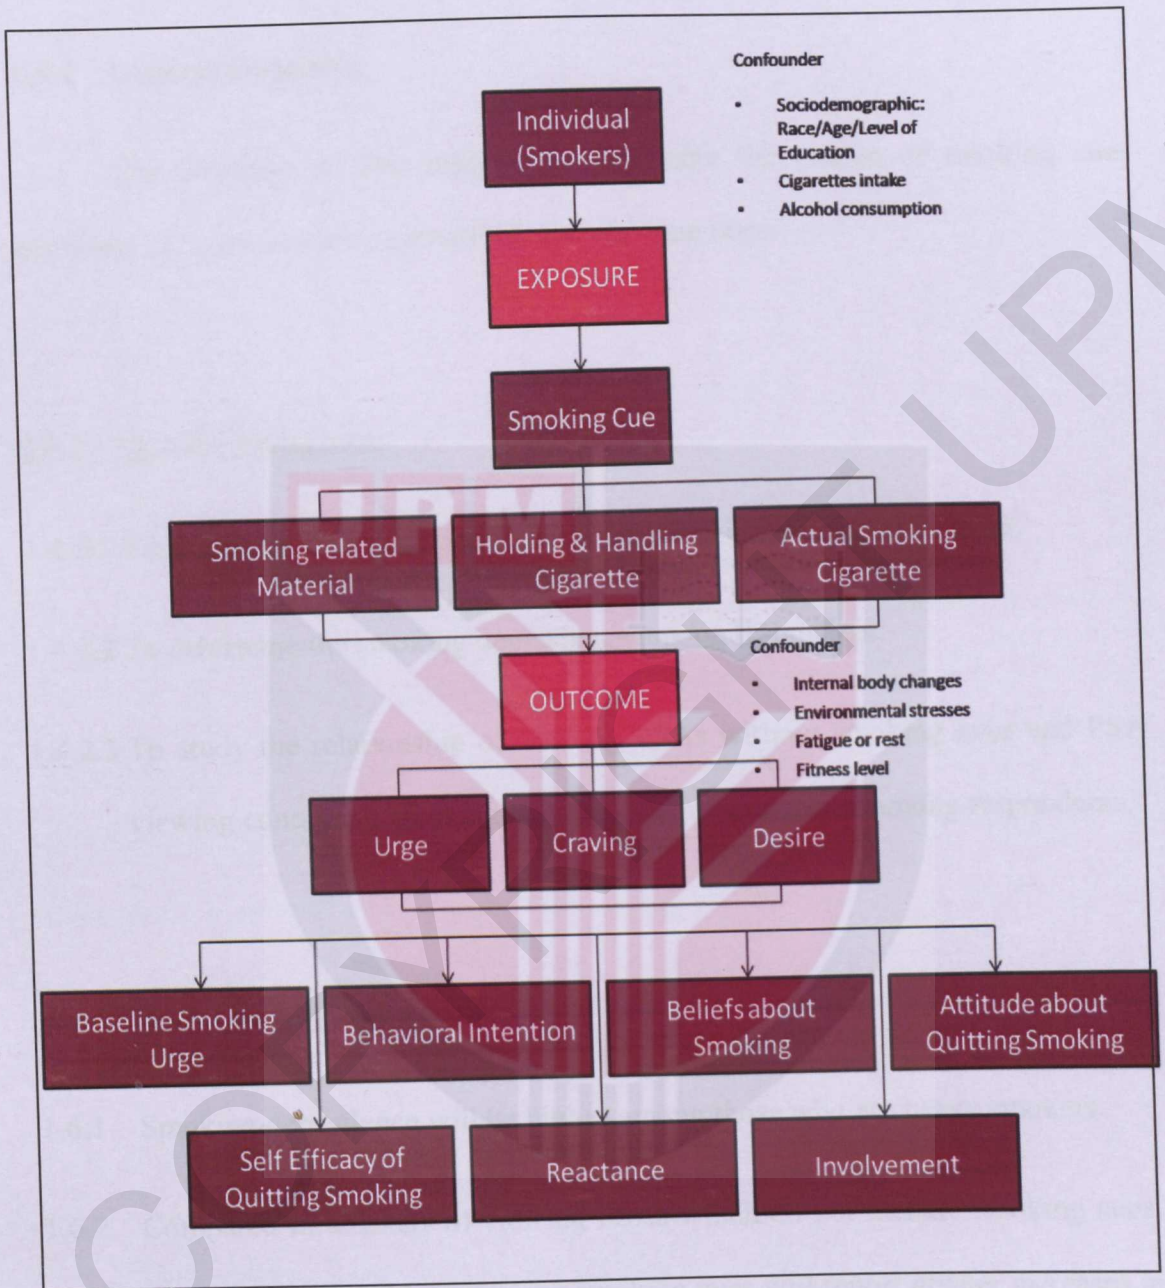 Confounder
• Sociodemographic:
Race/Age/Level of
Education
• Cigarettes intake
• Alcohol consumption
Individual
(Smokers)
EXPOSURE
Smoking Cue
UPM
Smoking related
Material
Holding & Handling
Cigarette
Actual Smoking
Cigarette
OUTCOME
Confounder
• Internal body changes
• Environmental stresses
• Fatigue or rest
• Fitness level
Urge
Craving
Desire
Baseline Smoking
Urge
Behavioral Intention
Beliefs about
Smoking
Attitude about
Quitting Smoking
Self Efficacy of
Quitting Smoking
Reactance
Involvement
COPYRIGHT UPM